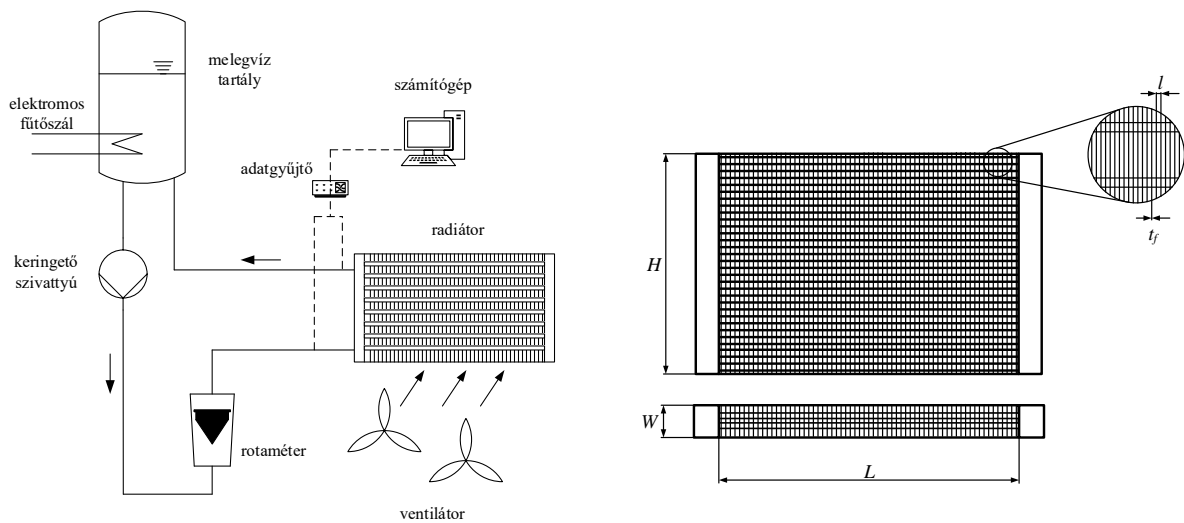 melegvíz
tartály
elektromos
fűtőszál
számítógép
adatgyűjtő
radiátor
keringető
szivattyú
rotaméter
ventilátor
l
t_f
H
W
L